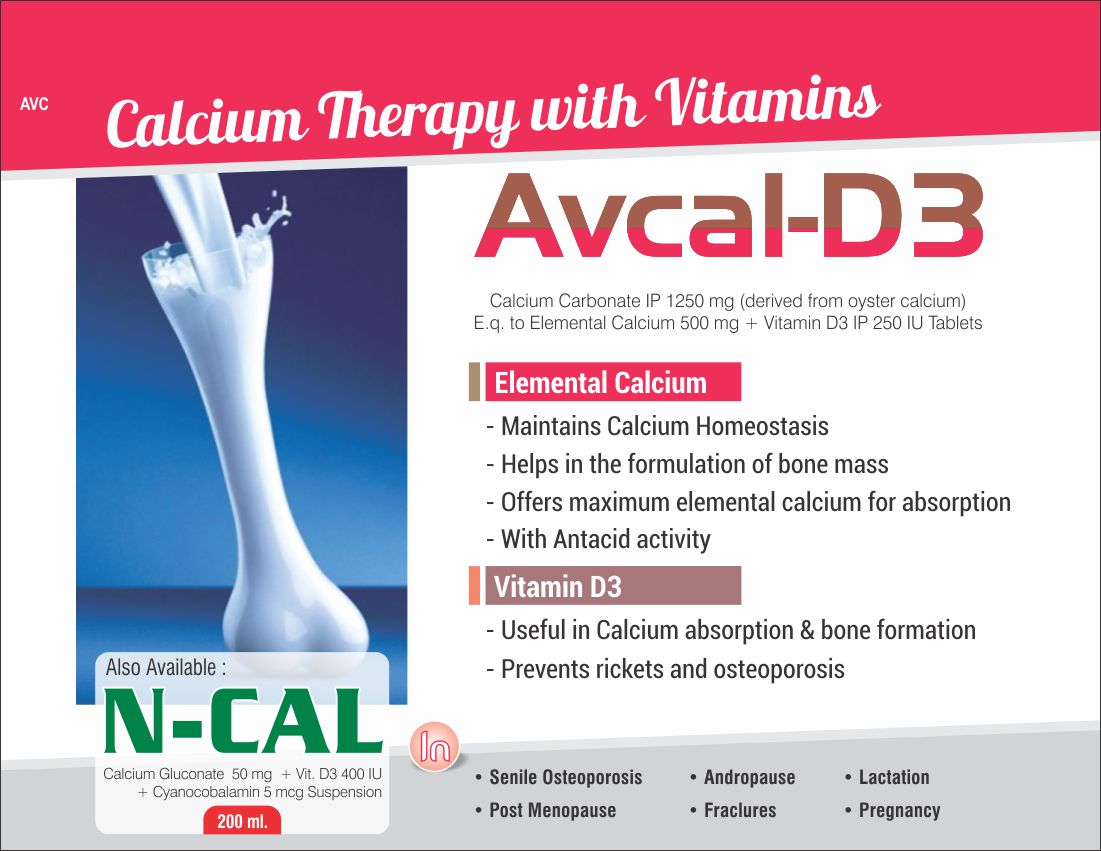 AVC
Calcium Therapy with Vitamins
Avcal-D3
Calcium Carbonate IP 1250 mg (derived from oyster calcium)
E.q. to Elemental Calcium 500 mg + Vitamin D3 IP 250 IU Tablets
Elemental Calcium
- Maintains Calcium Homeostasis
- Helps in the formulation of bone mass
- Offers maximum elemental calcium for absorption
- With Antacid activity
Vitamin D3
- Useful in Calcium absorption & bone formation
- Prevents rickets and osteoporosis
Also Available :
N-CAL
Calcium Gluconate 50 mg + Vit. D3 400 IU
+ Cyanocobalamin 5 mcg Suspension
200 ml.
In
• Senile Osteoporosis • Andropause • Lactation
• Post Menopause • Fraclures • Pregnancy